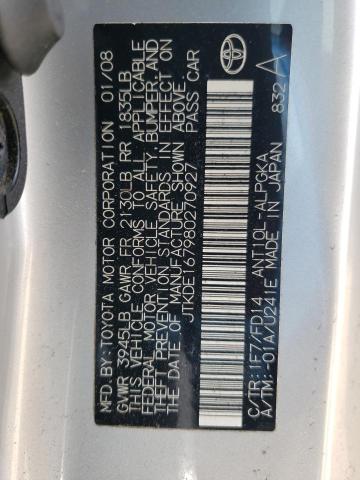 MFD.BY:TOYOTA MOTOR CORPORATION 01/08
GVWR 3945LB GAWR FR 2130LB RR 1835LB
THIS VEHICLE CONFORMS TO ALL APPLICABLE
FEDERAL MOTOR VEHICLE SAFETY, BUMPER, AND
THEFT PREVENTION STANDARDS IN EFFECT ON
THE DATE OF MANUFACTURE SHOWN ABOVE.
JTKDE167980270927 PASS CAR
C/TR:1F7/FD14 ANT10L-ALPGKA
A/TM:-01A/U241E MADE IN JAPAN 832 A
TOYOTA